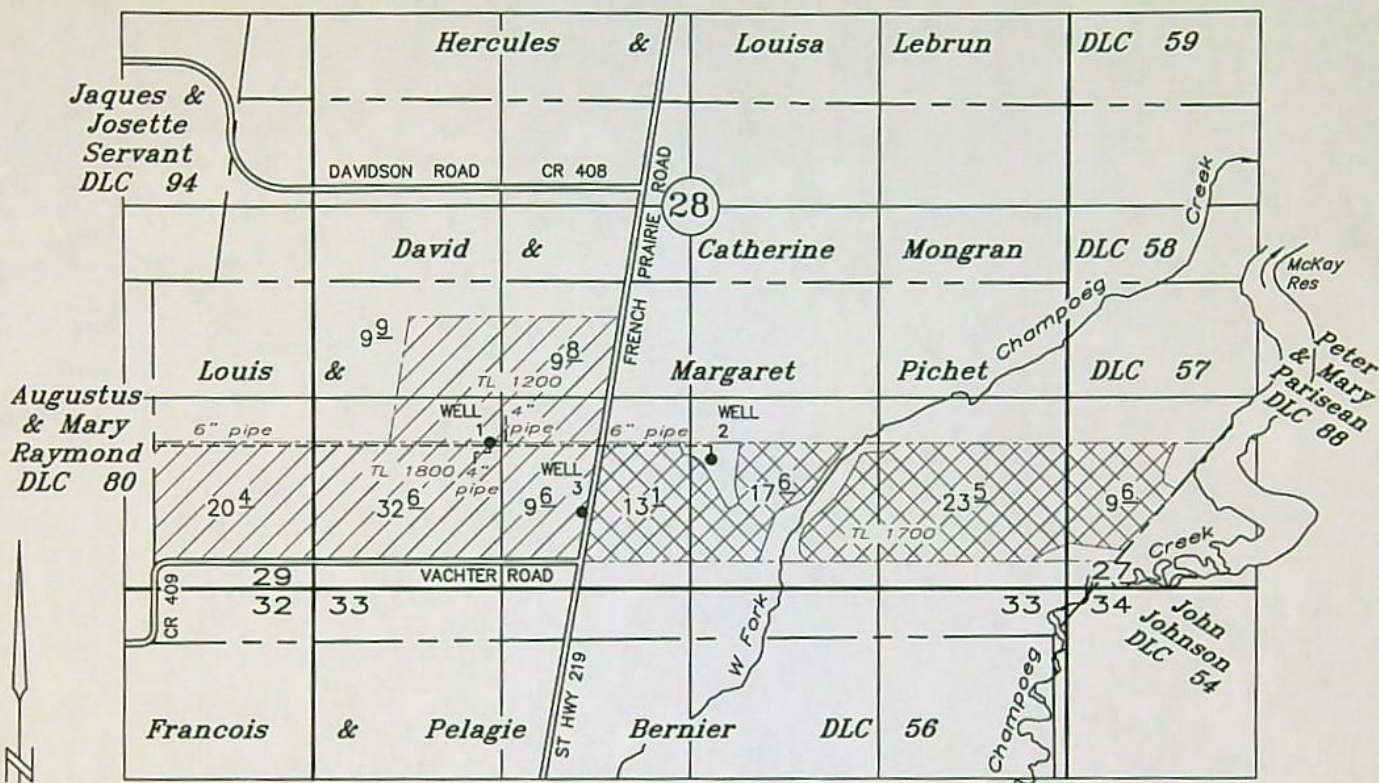 Hercules & Louisa Lebrun DLC 59
Jaques &
Josette
Servant
DLC 94
DAVIDSON ROAD CR 408
FRENCH PRAIRIE ROAD
28
Creek
David & Catherine Mongran DLC 58
McKay
Res
Champoeg
9 9
9 8
Louis & Margaret Pichet DLC 57
TL 1200
Peter
& Mary
Parisean
DLC 88
Augustus
& Mary
Raymond
DLC 80
6" pipe
WELL
1
4"
pipe
6" pipe
WELL
2
P
TL 1800
4"
pipe
WELL
3
20 4
32 6
9 6
13 1
17 6
23 5
9 6
TL 1700
Creek
29
VACHTER ROAD
27
CR 409
32 33
33 34
John
Johnson
DLC 54
W Fork
Champoeg
ST HWY 219
Francois & Pelagie Bernier DLC 56
N